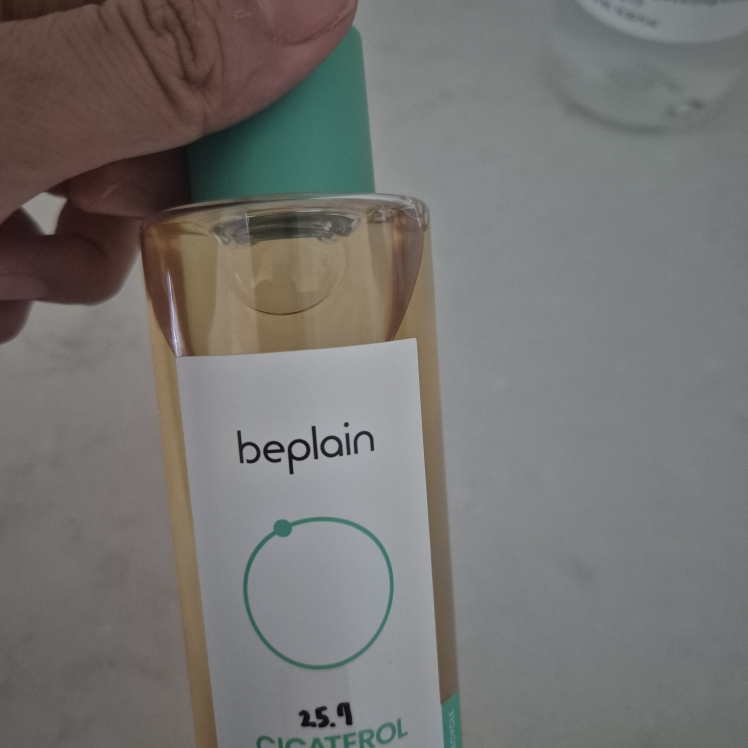 beplain
25.9
CICATEROL